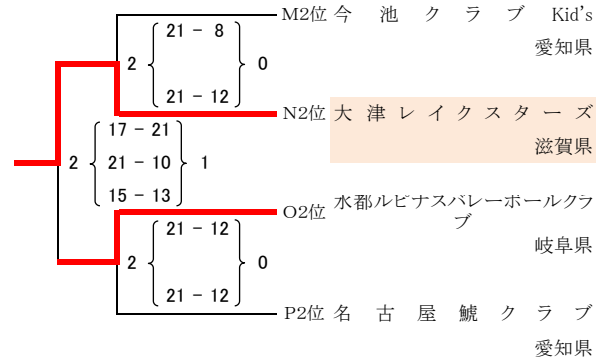 M2位 今池クラブ Kid's
愛知県
21 - 8
2 0
21 - 12
N2位 大津レイクスターズ
滋賀県
17 - 21
2 21 - 10 1
15 - 13
O2位 水都ルピナスバレーボールクラ
ブ
岐阜県
21 - 12
2 0
21 - 12
P2位 名古屋鯱クラブ
愛知県